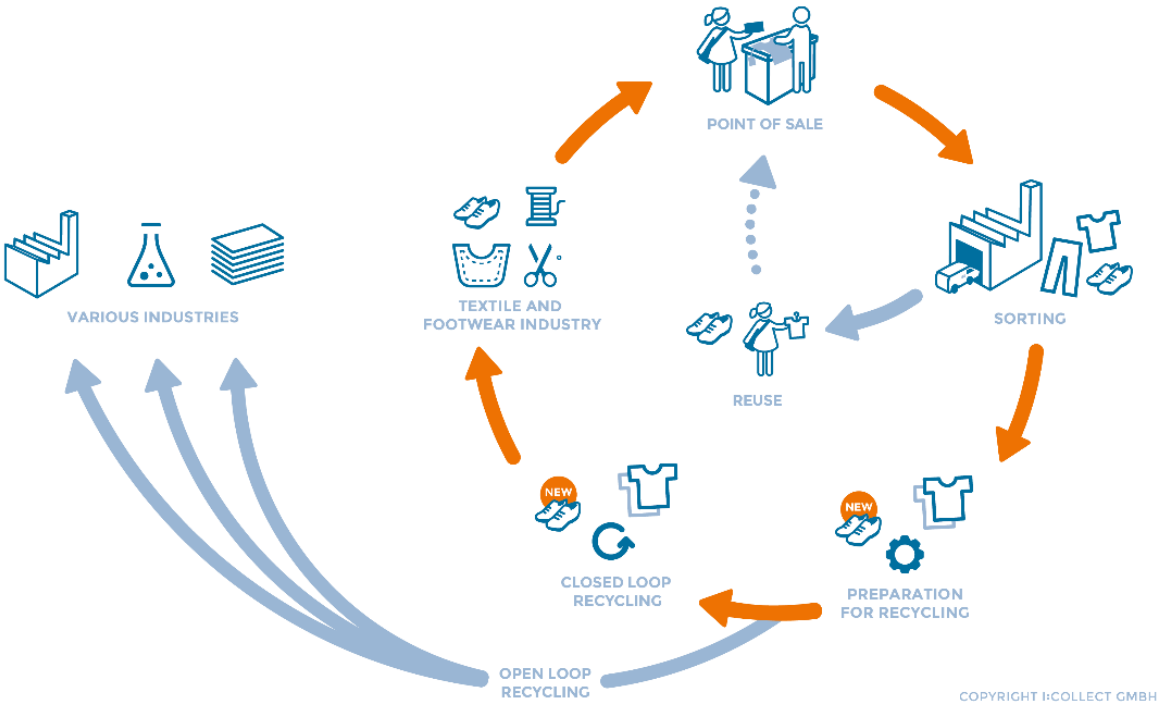 POINT OF SALE
VARIOUS INDUSTRIES
TEXTILE AND
FOOTWEAR INDUSTRY
SORTING
REUSE
NEW
CLOSED LOOP
RECYCLING
NEW
PREPARATION
FOR RECYCLING
OPEN LOOP
RECYCLING
COPYRIGHT I:COLLECT GMBH